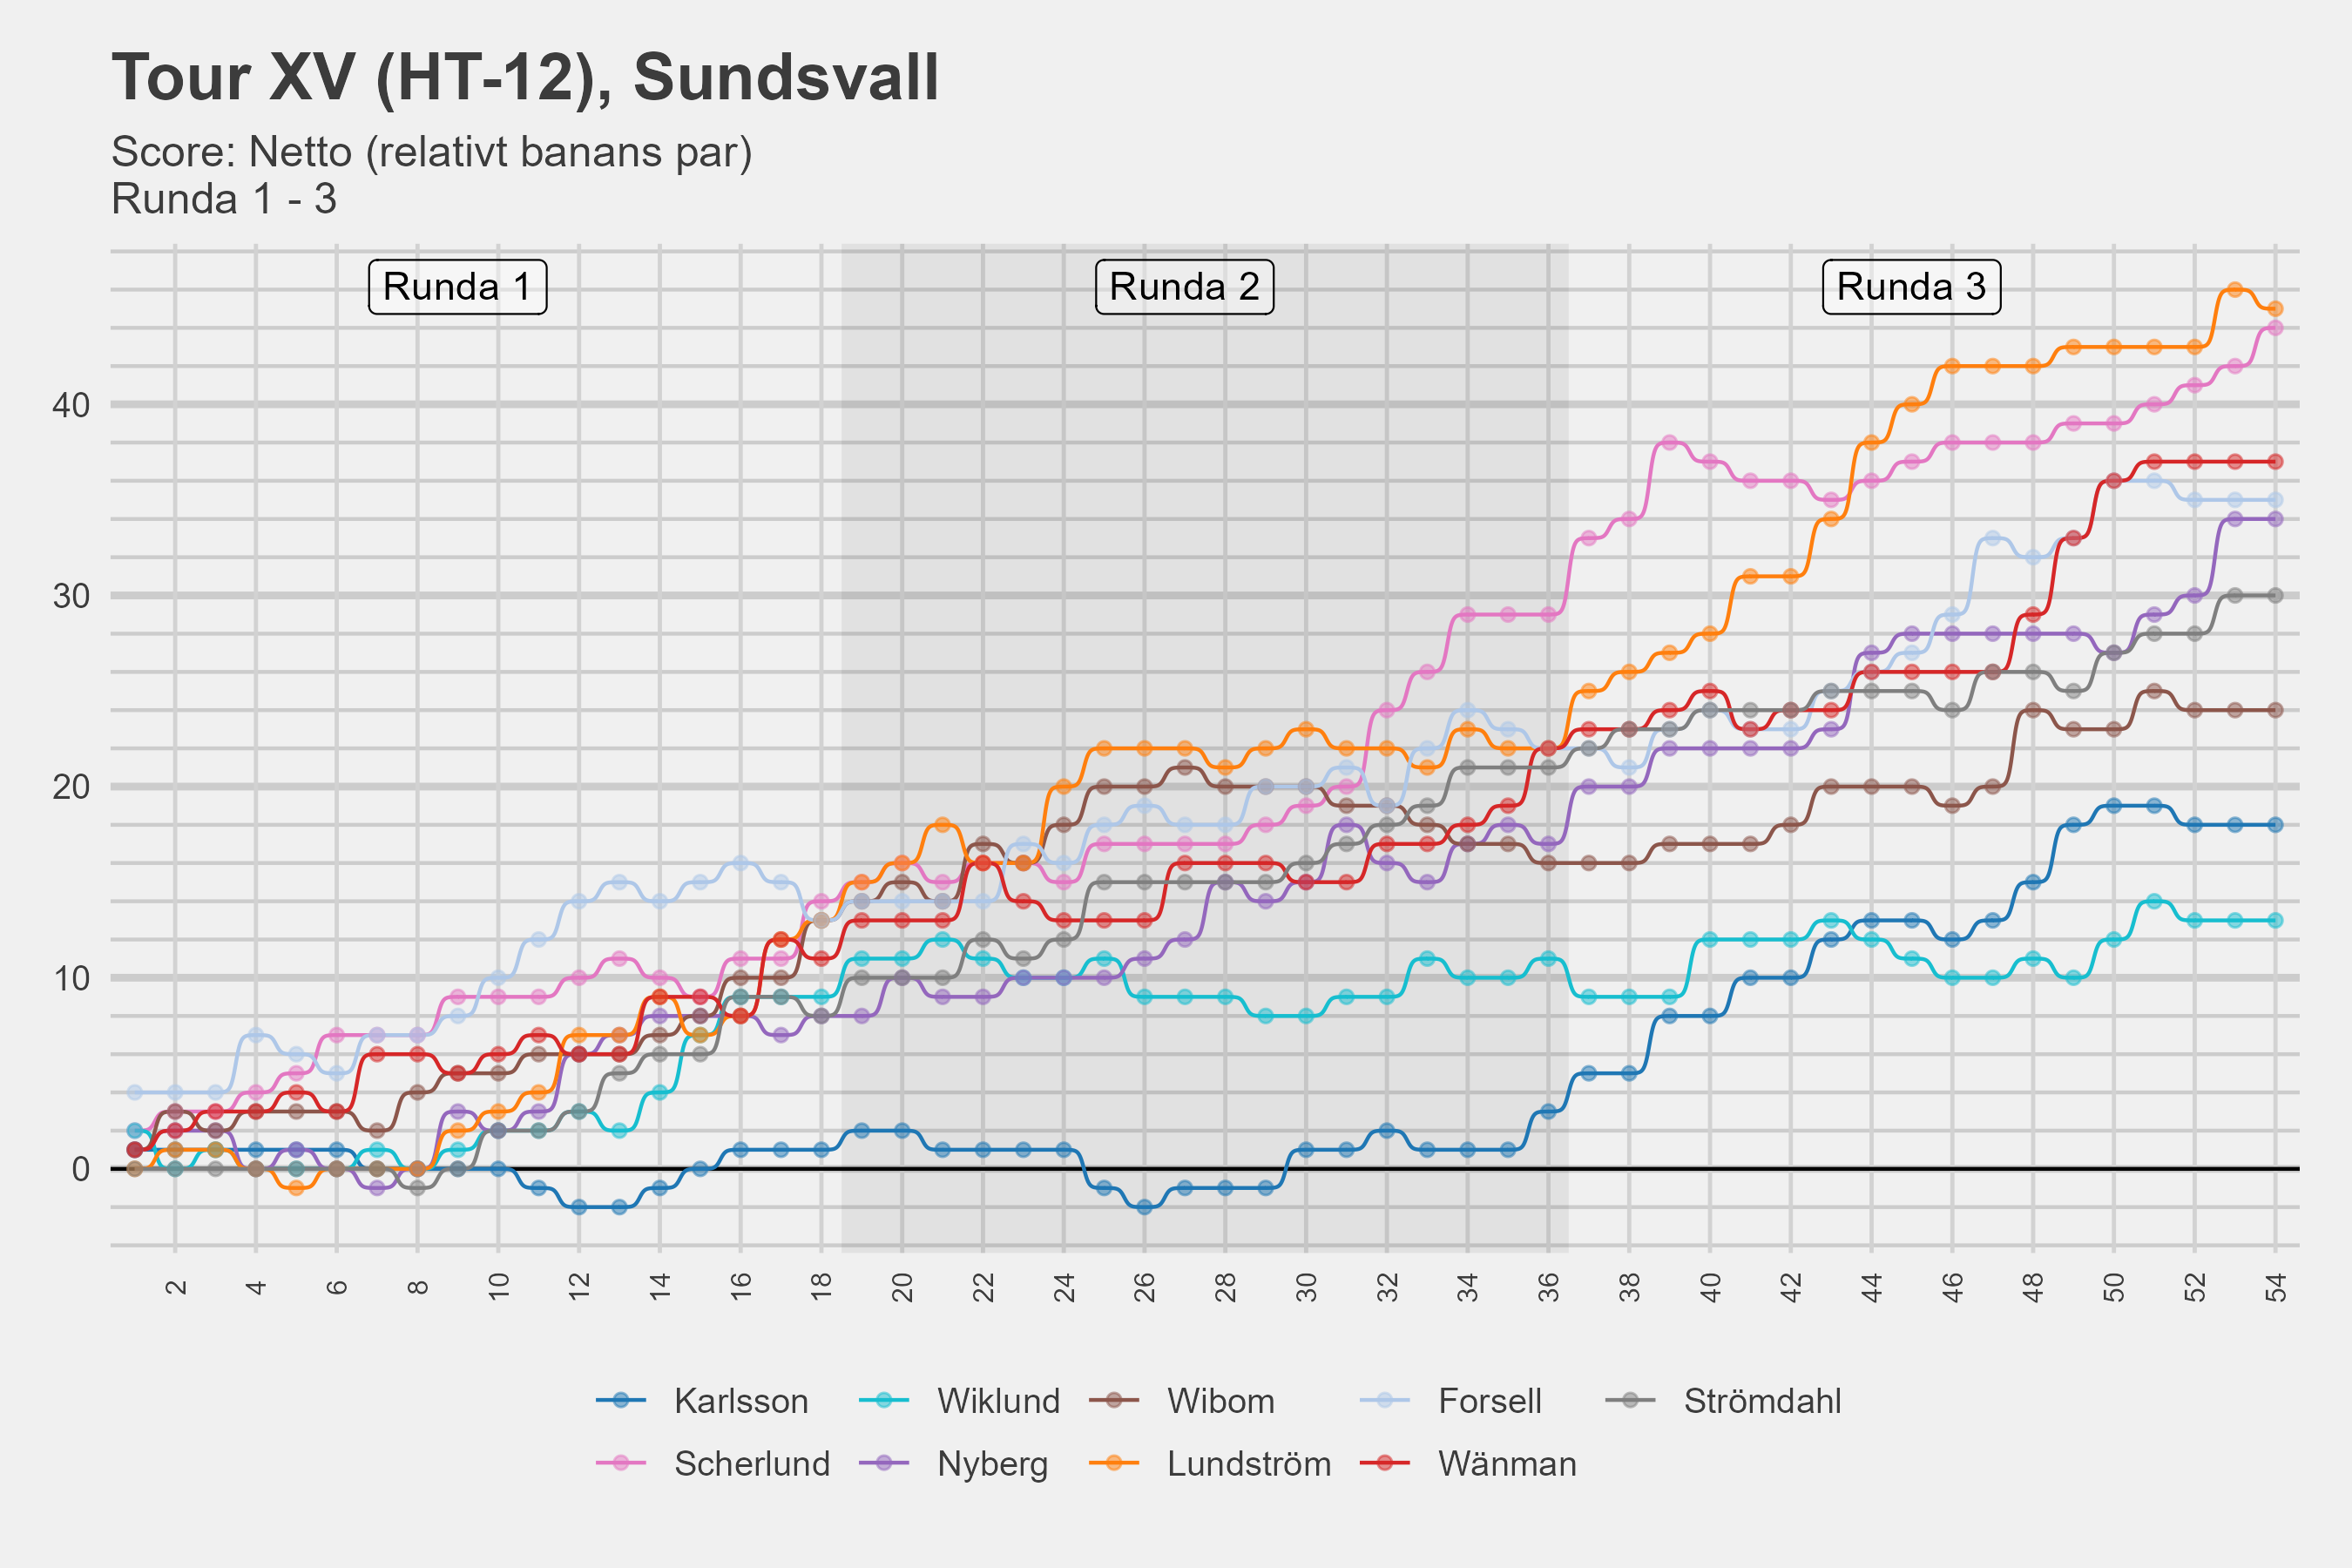 Tour XV (HT-12), Sundsvall
Score: Netto (relativt banans par)
Runda 1 - 3
Runda 1 Runda 2 Runda 3
40
30
20
10
0
2 4 6 8 10 12 14 16 18 20 22 24 26 28 30 32 34 36 38 40 42 44 46 48 50 52 54
Karlsson Wiklund Wibom Forsell Strömdahl
Scherlund Nyberg Lundström Wänman